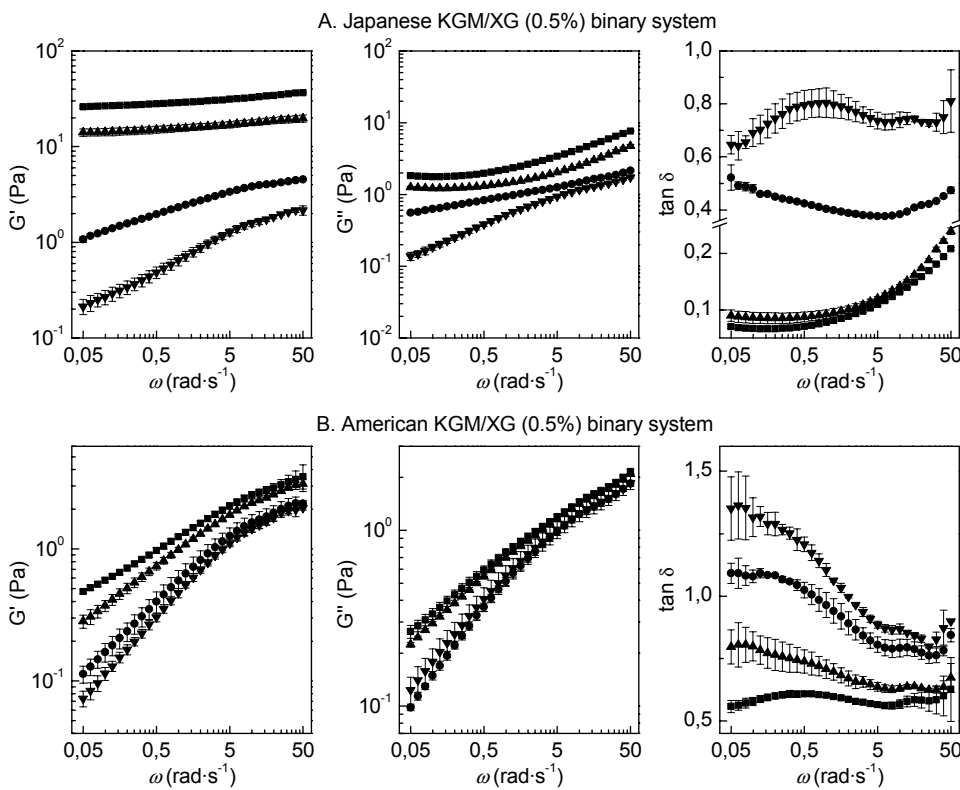 A. Japanese KGM/XG (0.5%) binary system
G' (Pa)
10²
10¹
10⁰
10⁻¹
0,05 0,5 5 50
ω (rad·s⁻¹)
G'' (Pa)
10²
10¹
10⁰
10⁻¹
10⁻²
0,05 0,5 5 50
ω (rad·s⁻¹)
tan δ
1,0
0,8
0,6
0,4
0,2
0,1
0,05 0,5 5 50
ω (rad·s⁻¹)
B. American KGM/XG (0.5%) binary system
G' (Pa)
10⁰
10⁻¹
0,05 0,5 5 50
ω (rad·s⁻¹)
G'' (Pa)
10⁰
10⁻¹
0,05 0,5 5 50
ω (rad·s⁻¹)
tan δ
1,5
1,0
0,5
0,05 0,5 5 50
ω (rad·s⁻¹)